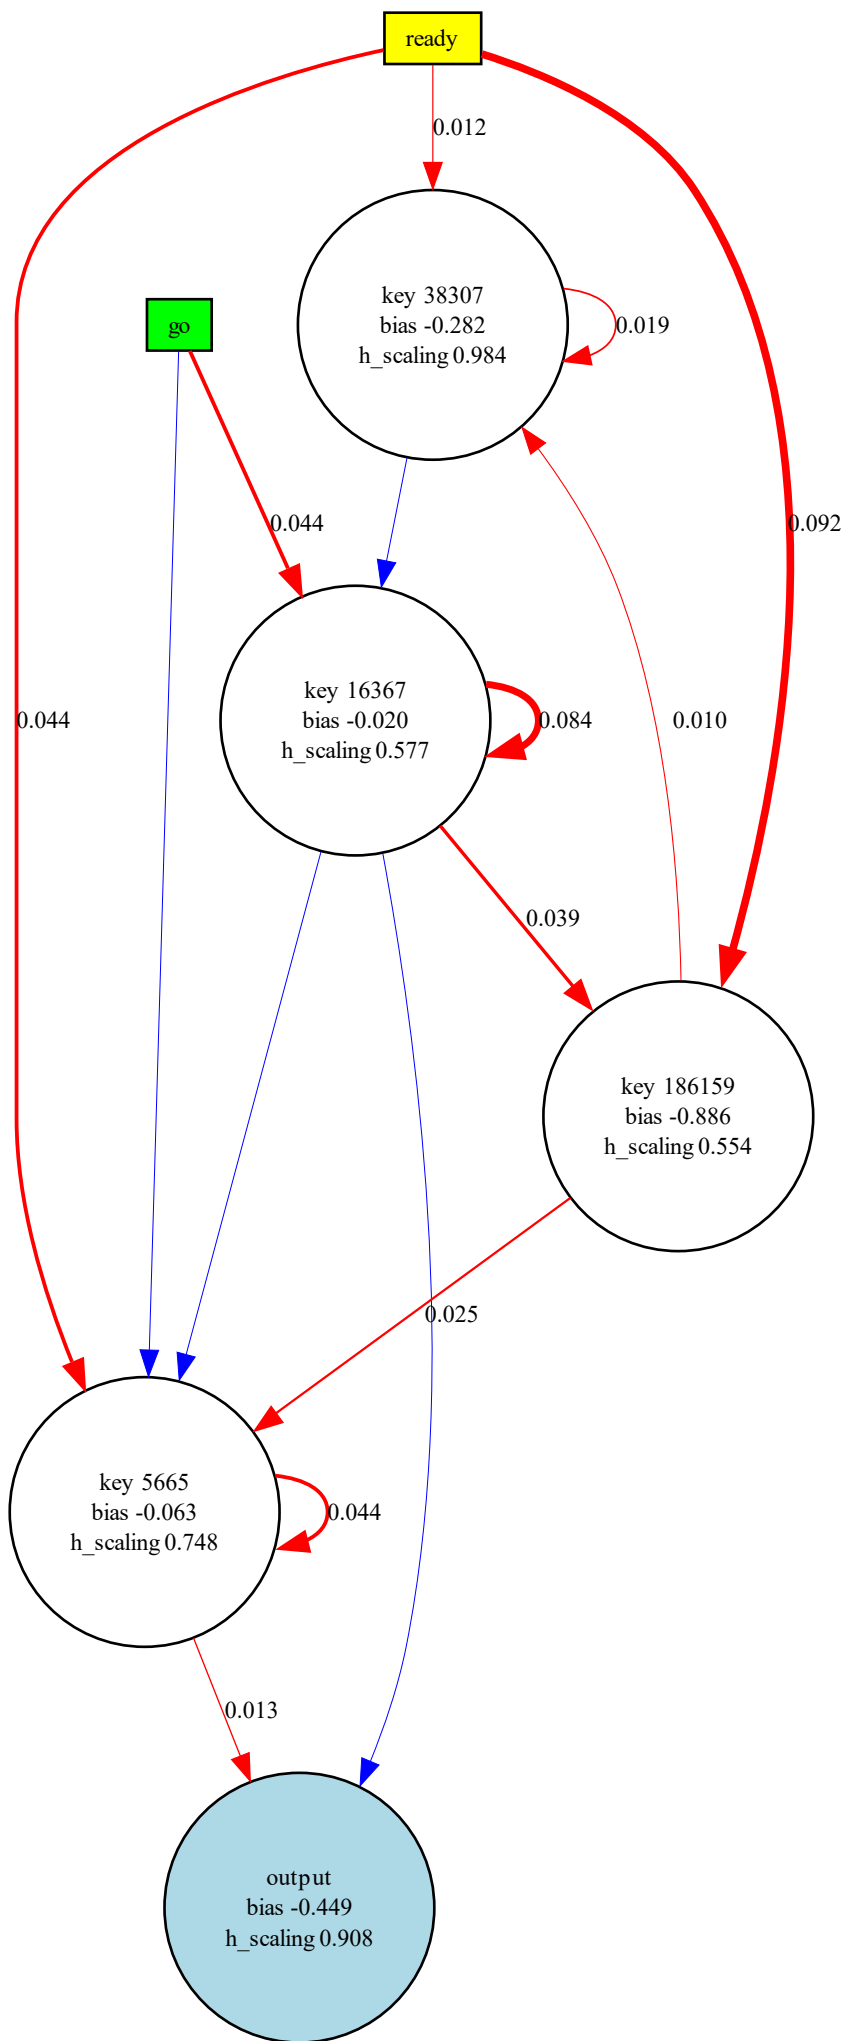 ready
0.012
key 38307
bias -0.282
h_scaling 0.984
0.019
go
0.044
0.092
key 16367
bias -0.020
h_scaling 0.577
0.044
0.084
0.010
0.039
key 186159
bias -0.886
h_scaling 0.554
0.025
key 5665
bias -0.063
h_scaling 0.748
0.044
0.013
output
bias -0.449
h_scaling 0.908